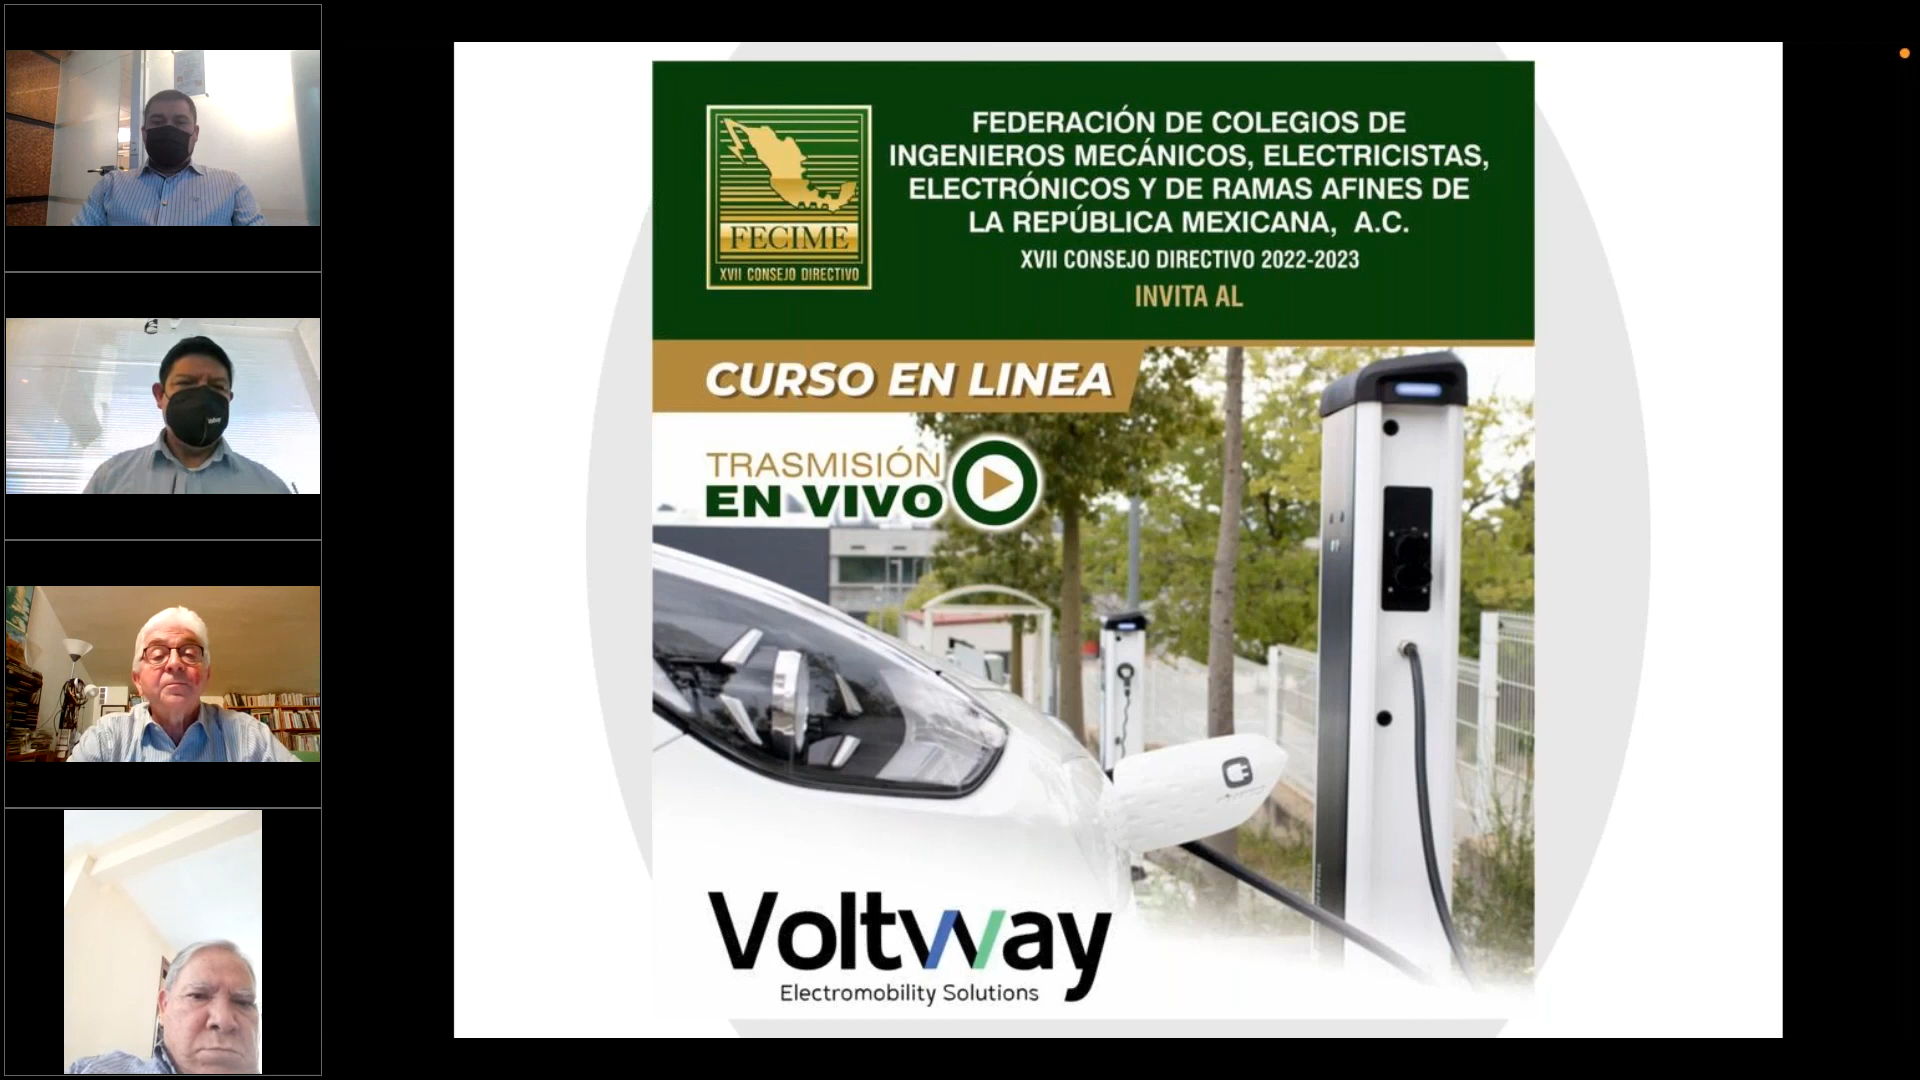 FECIME
XVII CONSEJO DIRECTIVO
FEDERACIÓN DE COLEGIOS DE
INGENIEROS MECÁNICOS, ELECTRICISTAS,
ELECTRÓNICOS Y DE RAMAS AFINES DE
LA REPÚBLICA MEXICANA, A.C.
XVII CONSEJO DIRECTIVO 2022-2023
INVITA AL
CURSO EN LINEA
TRASMISIÓN
EN VIVO
Voltway
Electromobility Solutions